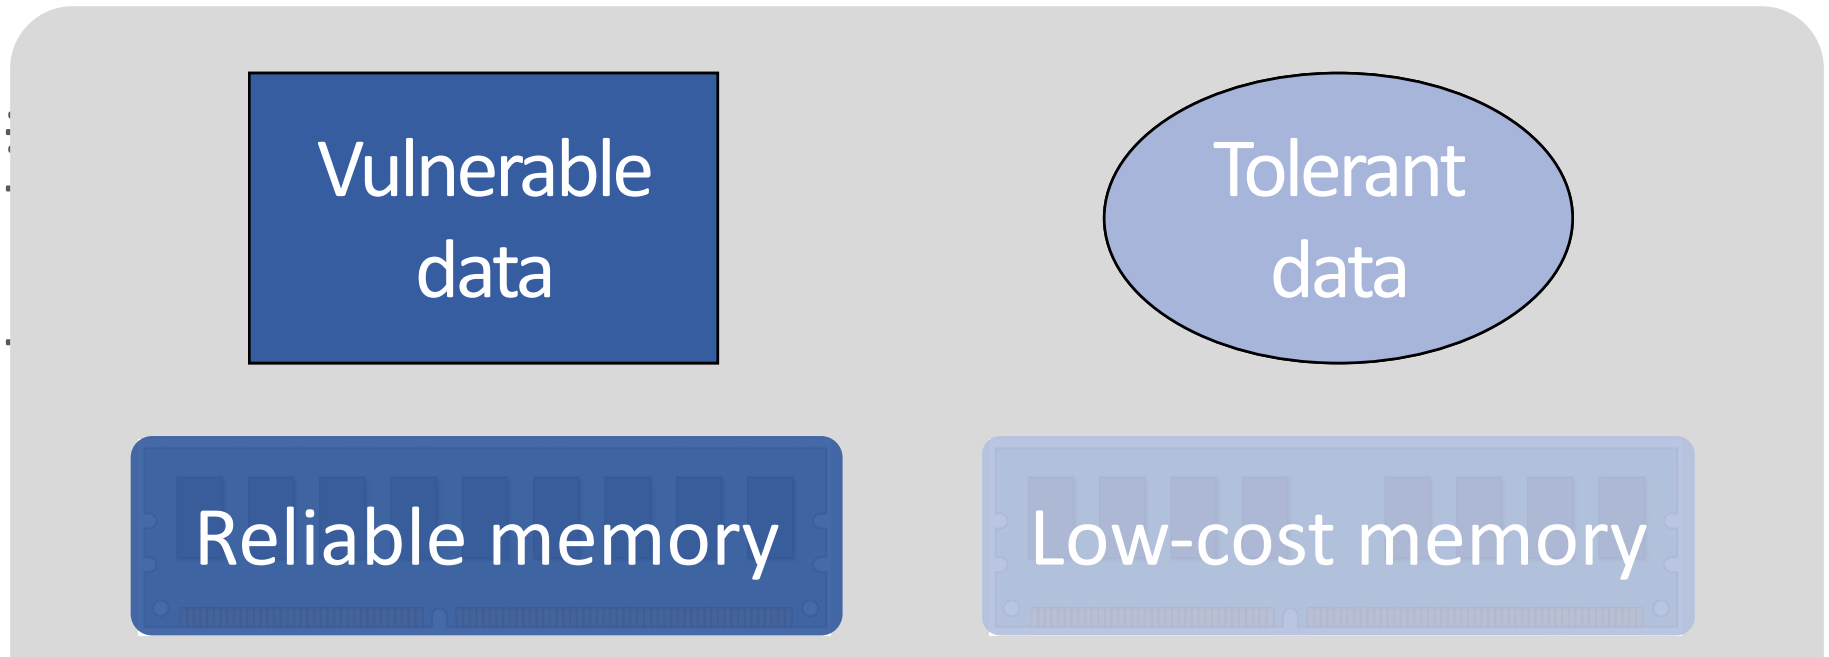 Vulnerable
data
Tolerant
data
Reliable memory
Low-cost memory